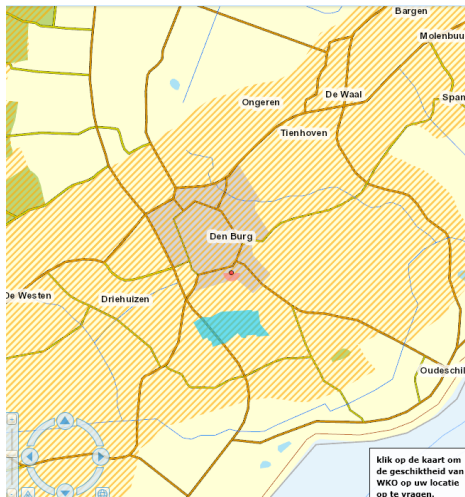 Bargen
Molenbuu
De Waal
Span
Ongeren
Tienhoven
Den Burg
De Westen
Driehuizen
Oudeschil
klik op de kaart om
de geschiktheid van
WKO op uw locatie
op te vragen.